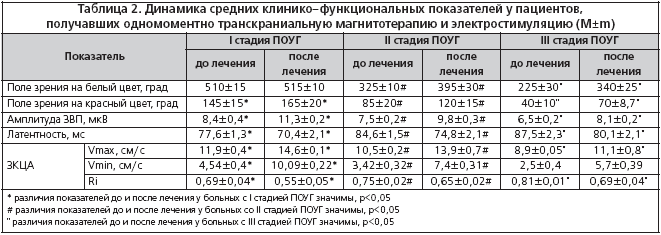 Таблица 2. Динамика средних клинико–функциональных показателей у пациентов,
получавших одномоментно транскраниальную магнитотерапию и электростимуляцию (M±m)
Показатель I стадия ПОУГ II стадия ПОУГ III стадия ПОУГ
до лечения после лечения до лечения после лечения до лечения после лечения
Поле зрения на белый цвет, град 510±15 515±10 325±10# 395±30# 225±30" 340±25"
Поле зрения на красный цвет, град 145±15* 165±20* 85±20# 120±15# 40±10" 70±8,7"
Амплитуда ЗВП, мкВ 8,4±0,4* 11,3±0,2* 7,5±0,2# 9,8±0,3# 6,5±0,2" 8,1±0,2"
Латентность, мс 77,6±1,3* 70,4±2,1* 84,6±1,5# 74,8±2,1# 87,5±2,3" 80,1±2,1"
ЗКЦА Vmax, см/с 11,9±0,4* 14,6±0,1* 10,5±0,2# 13,9±0,7# 8,9±0,05" 11,1±0,8"
Vmin, см/с 4,54±0,4* 10,09±0,22* 3,42±0,32# 7,4±0,31# 2,5±0,4 5,7±0,39
Ri 0,69±0,04* 0,55±0,05* 0,75±0,02# 0,65±0,02# 0,81±0,01" 0,69±0,04"
* различия показателей до и после лечения у больных с I стадией ПОУГ значимы, p<0,05
# различия показателей до и после лечения у больных со II стадией ПОУГ значимы, p<0,05
" различия показателей до и после лечения у больных с III стадией ПОУГ значимы, p<0,05